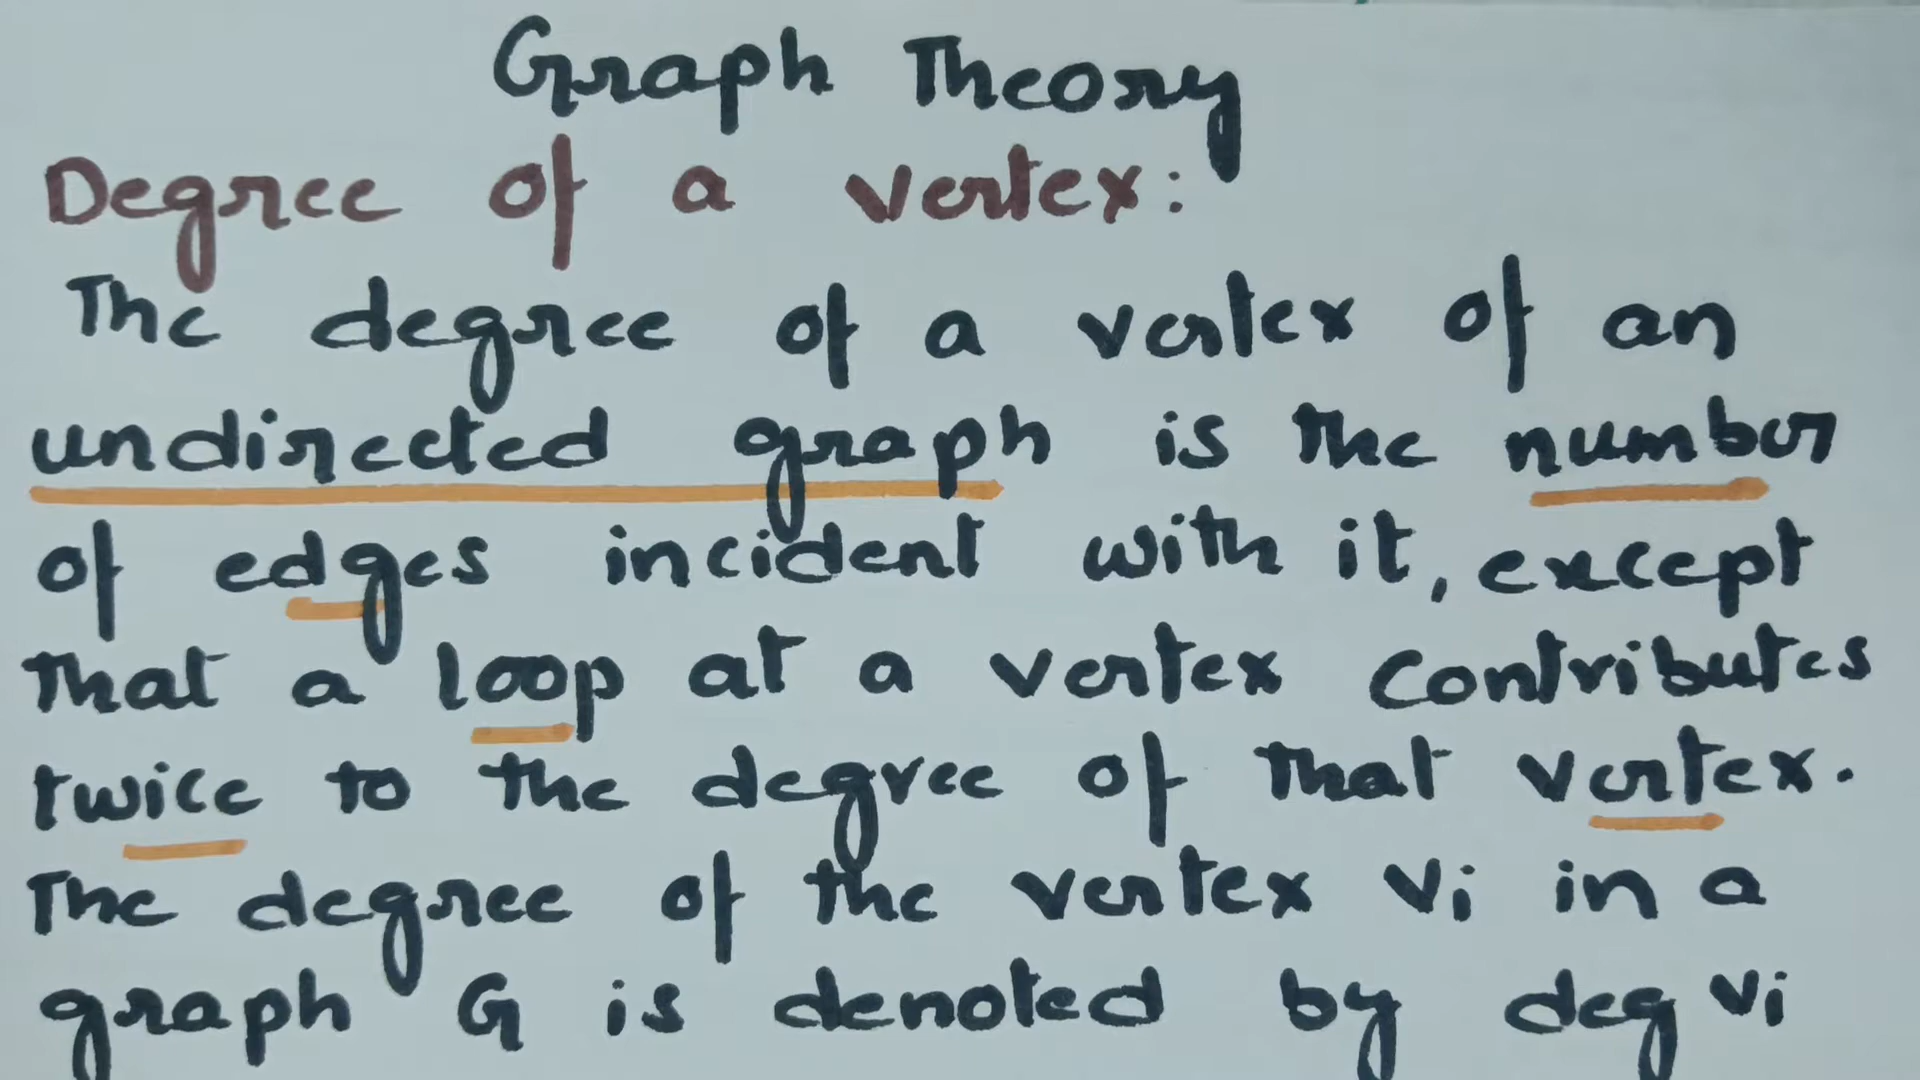 Graph Theory
Degree of a vertex:
The degree of a vertex of an
undirected graph is the number
of edges incident with it, except
that a loop at a vertex contributes
twice to the degree of that vertex.
The degree of the vertex vi in a
graph G is denoted by deg vi